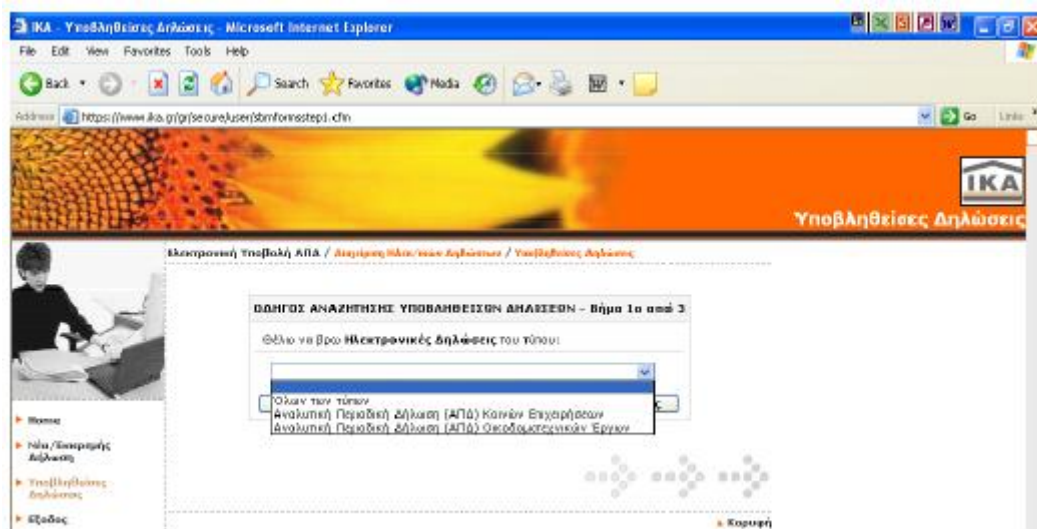 ΙΚΑ - Υποβληθείσες Δηλώσεις - Microsoft Internet Explorer
File Edit View Favorites Tools Help
Back Search Favorites Media
Address https://www.ika.gr/gr/secure/user/sbmformsstep1.cfm Go Links
IKA
Υποβληθείσες Δηλώσεις
Ηλεκτρονική Υποβολή ΑΠΔ / Διαχείριση Ηλεκ/νικών Δηλώσεων / Υποβληθείσες Δηλώσεις
ΟΔΗΓΟΣ ΑΝΑΖΗΤΗΣΗΣ ΥΠΟΒΛΗΘΕΙΣΩΝ ΔΗΛΩΣΕΩΝ - Βήμα 1ο από 3
Θέλω να βρω Ηλεκτρονικές Δηλώσεις του τύπου:
Όλων των τύπων
Αναλυτική Περιοδική Δήλωση (ΑΠΔ) Κοινών Επιχειρήσεων
Αναλυτική Περιοδική Δήλωση (ΑΠΔ) Οικοδομοτεχνικών Έργων
Home
Νέα/Εκκρεμής
Δήλωση
Υποβληθείσες
Δηλώσεις
Έξοδος
Κορυφή